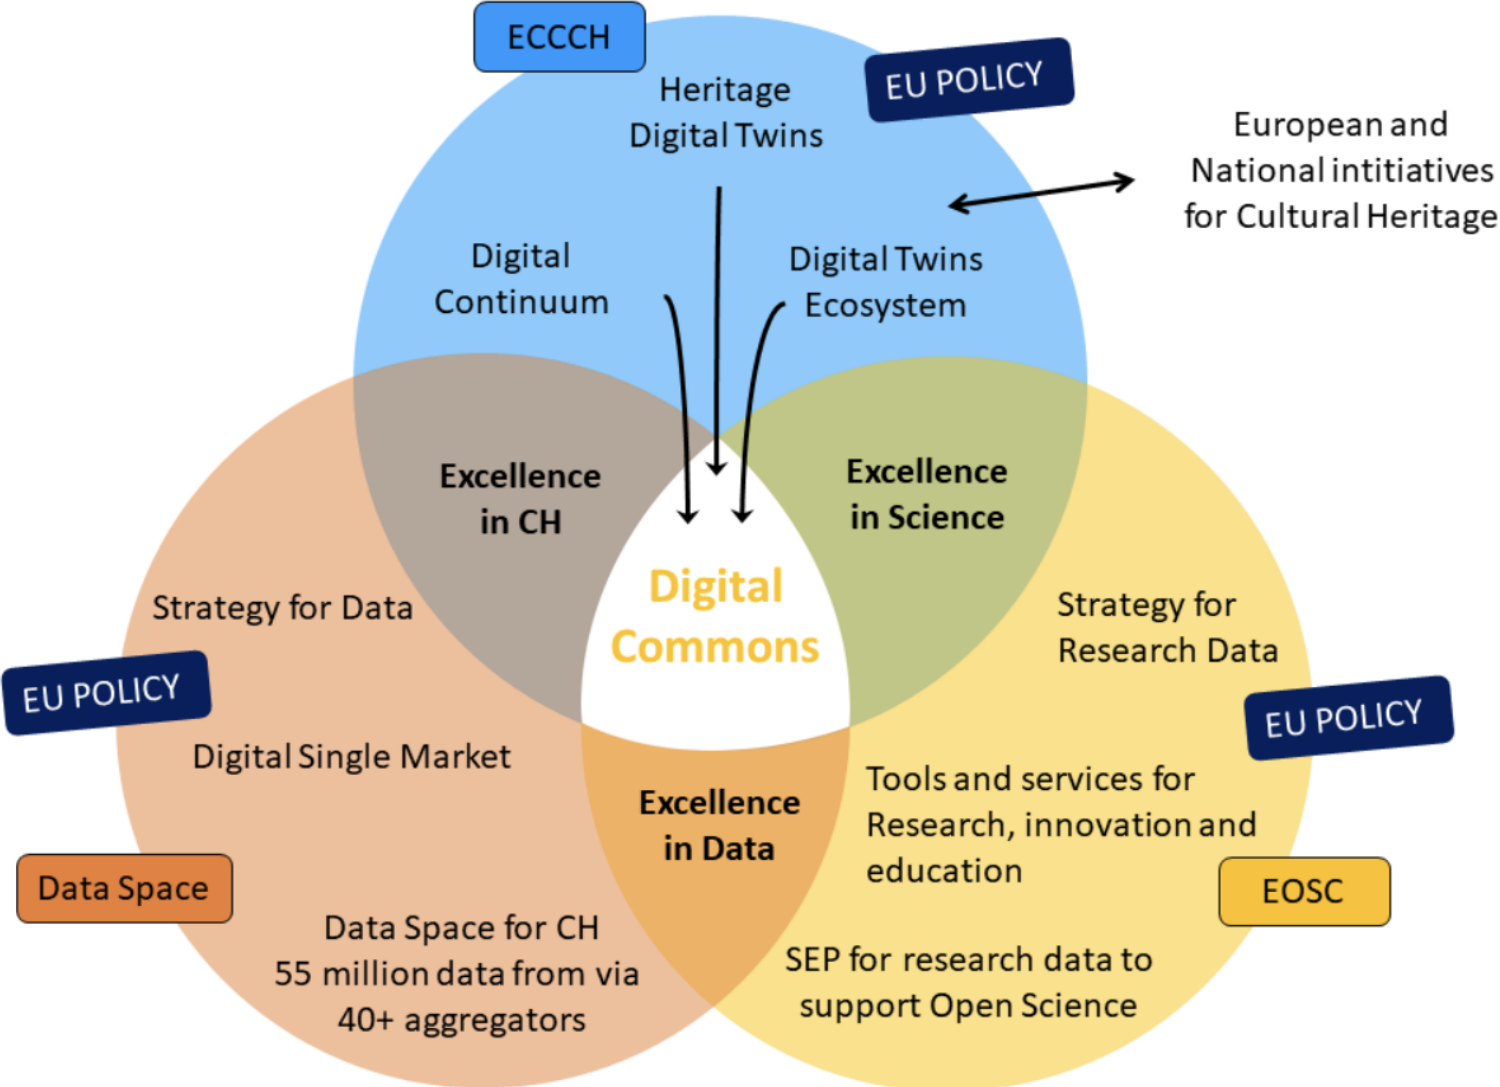 ECCCH
EU POLICY
Heritage
Digital Twins
European and
National intitiatives
for Cultural Heritage
Digital
Continuum
Digital Twins
Ecosystem
Excellence
in CH
Excellence
in Science
Digital
Commons
Strategy for Data
Strategy for
Research Data
EU POLICY
EU POLICY
Digital Single Market
Tools and services for
Research, innovation and
education
Excellence
in Data
Data Space
EOSC
Data Space for CH
55 million data from via
40+ aggregators
SEP for research data to
support Open Science